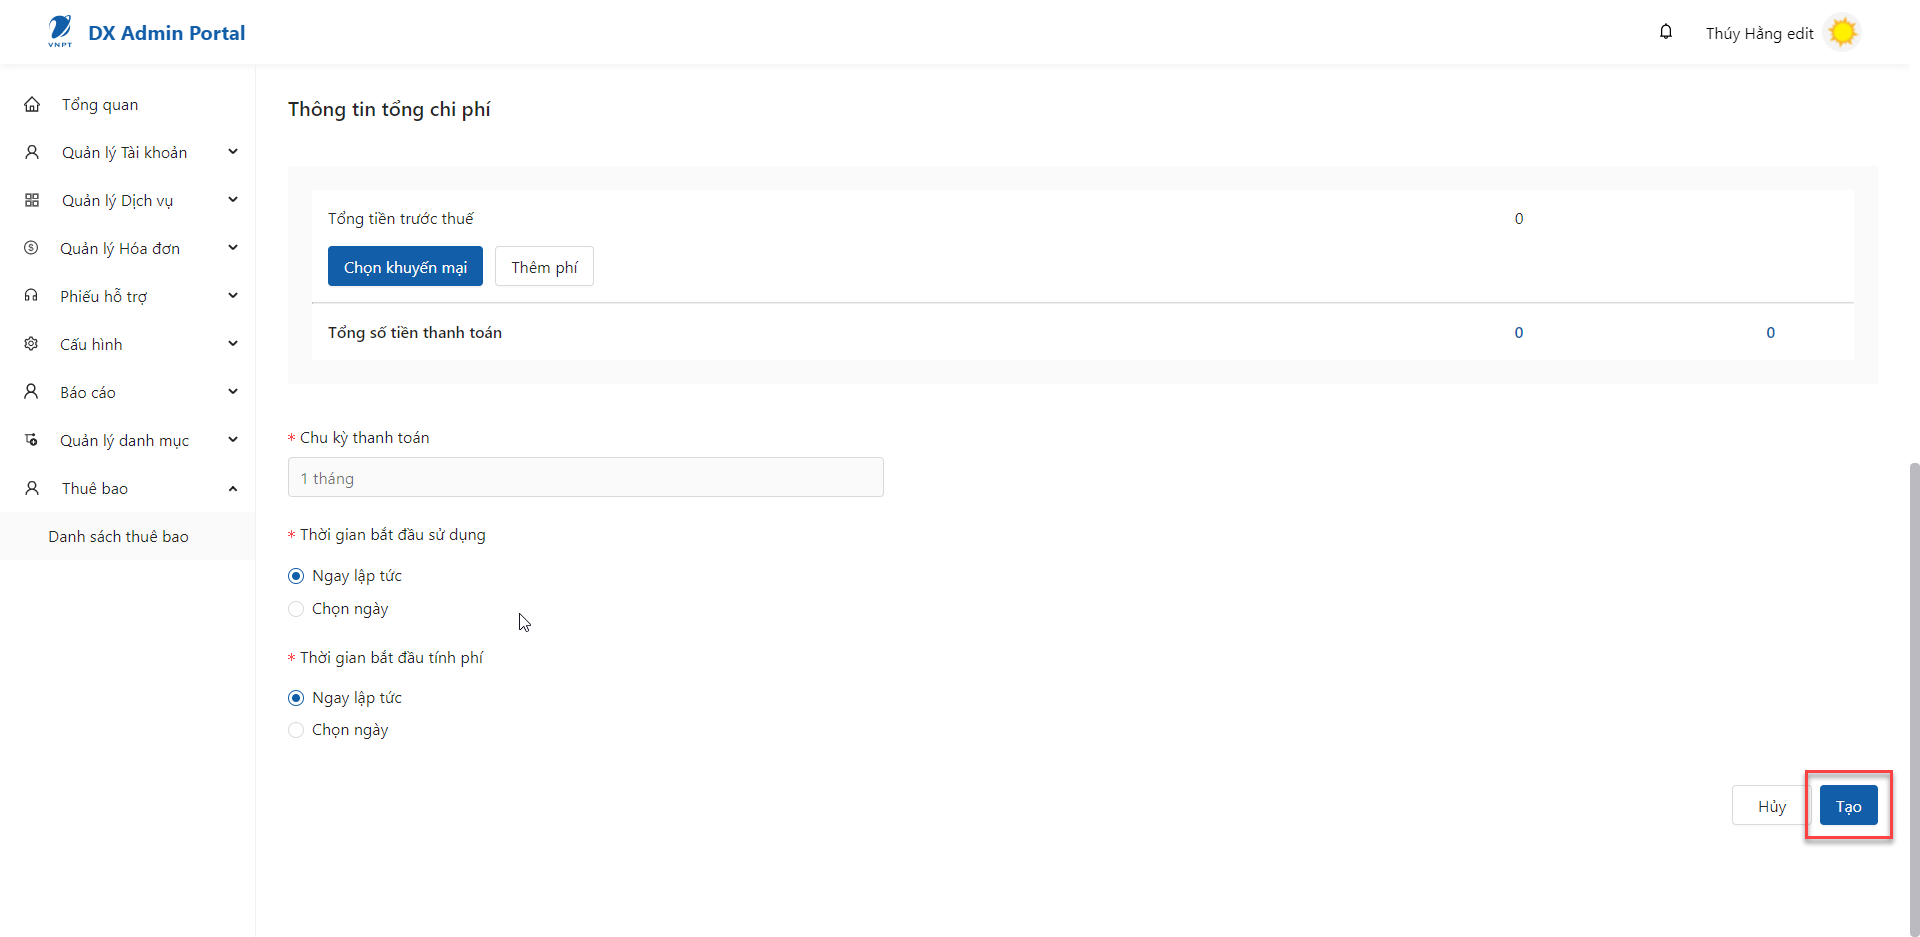 VNPT
DX Admin Portal
Thúy Hằng edit
Tổng quan
Quản lý Tài khoản
Quản lý Dịch vụ
Quản lý Hóa đơn
Phiếu hỗ trợ
Cấu hình
Báo cáo
Quản lý danh mục
Thuê bao
Danh sách thuê bao
Thông tin tổng chi phí
Tổng tiền trước thuế 0
Chọn khuyến mại Thêm phí
Tổng số tiền thanh toán 0 0
* Chu kỳ thanh toán
1 tháng
* Thời gian bắt đầu sử dụng
Ngay lập tức
Chọn ngày
* Thời gian bắt đầu tính phí
Ngay lập tức
Chọn ngày
Hủy Tạo